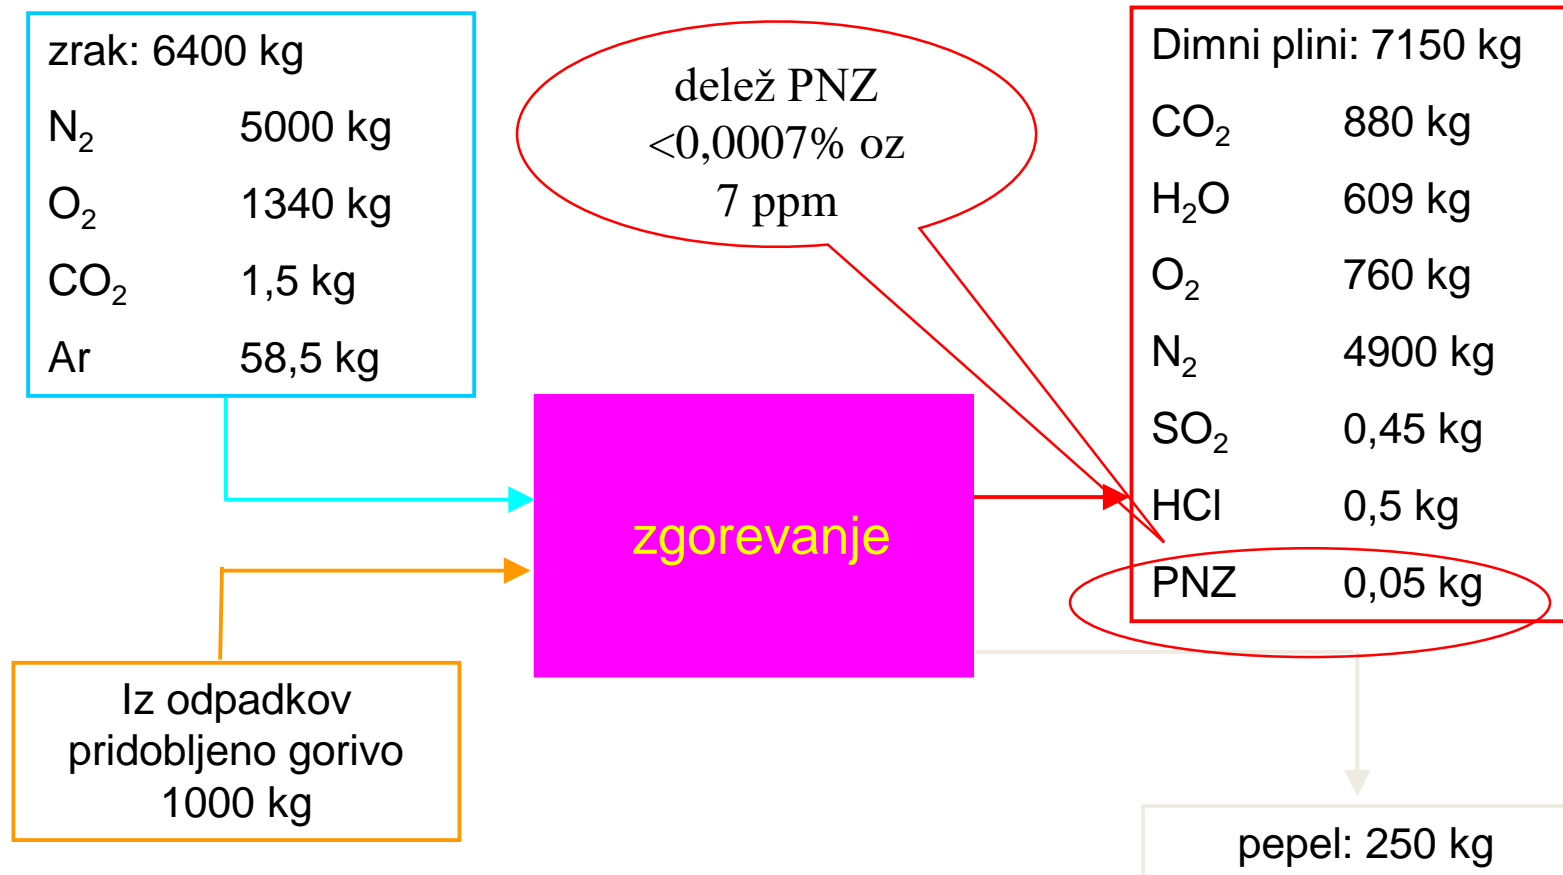 zrak: 6400 kg
N₂ 5000 kg
O₂ 1340 kg
CO₂ 1,5 kg
Ar 58,5 kg
delež PNZ
<0,0007% oz
7 ppm
Dimni plini: 7150 kg
CO₂ 880 kg
H₂O 609 kg
O₂ 760 kg
N₂ 4900 kg
SO₂ 0,45 kg
HCl 0,5 kg
PNZ 0,05 kg
zgorevanje
Iz odpadkov
pridobljeno gorivo
1000 kg
pepel: 250 kg